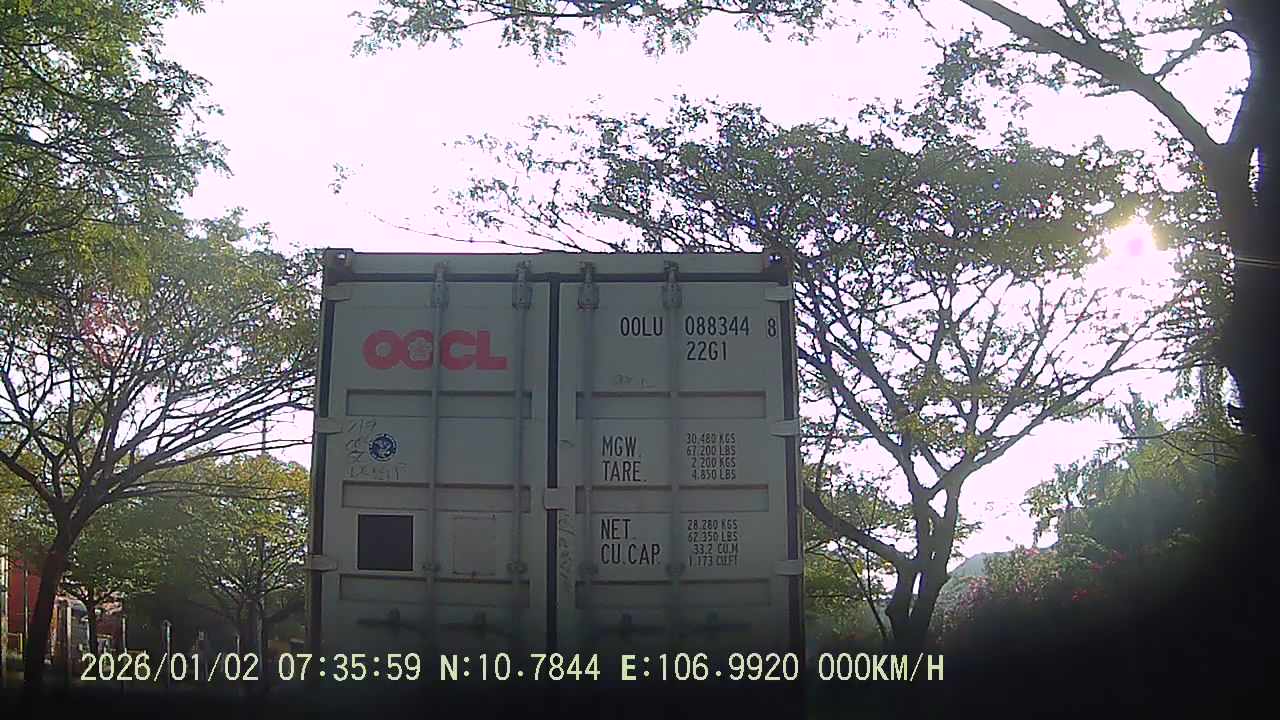 OOCL
OOLU 088344 8
22G1
MGW. 30.480 KGS
67.200 LBS
TARE. 2.200 KGS
4.850 LBS
NET. 28.280 KGS
62.350 LBS
CU.CAP. 33.2 CU.M
1.173 CU.FT
2026/01/02 07:35:59 N:10.7844 E:106.9920 000KM/H